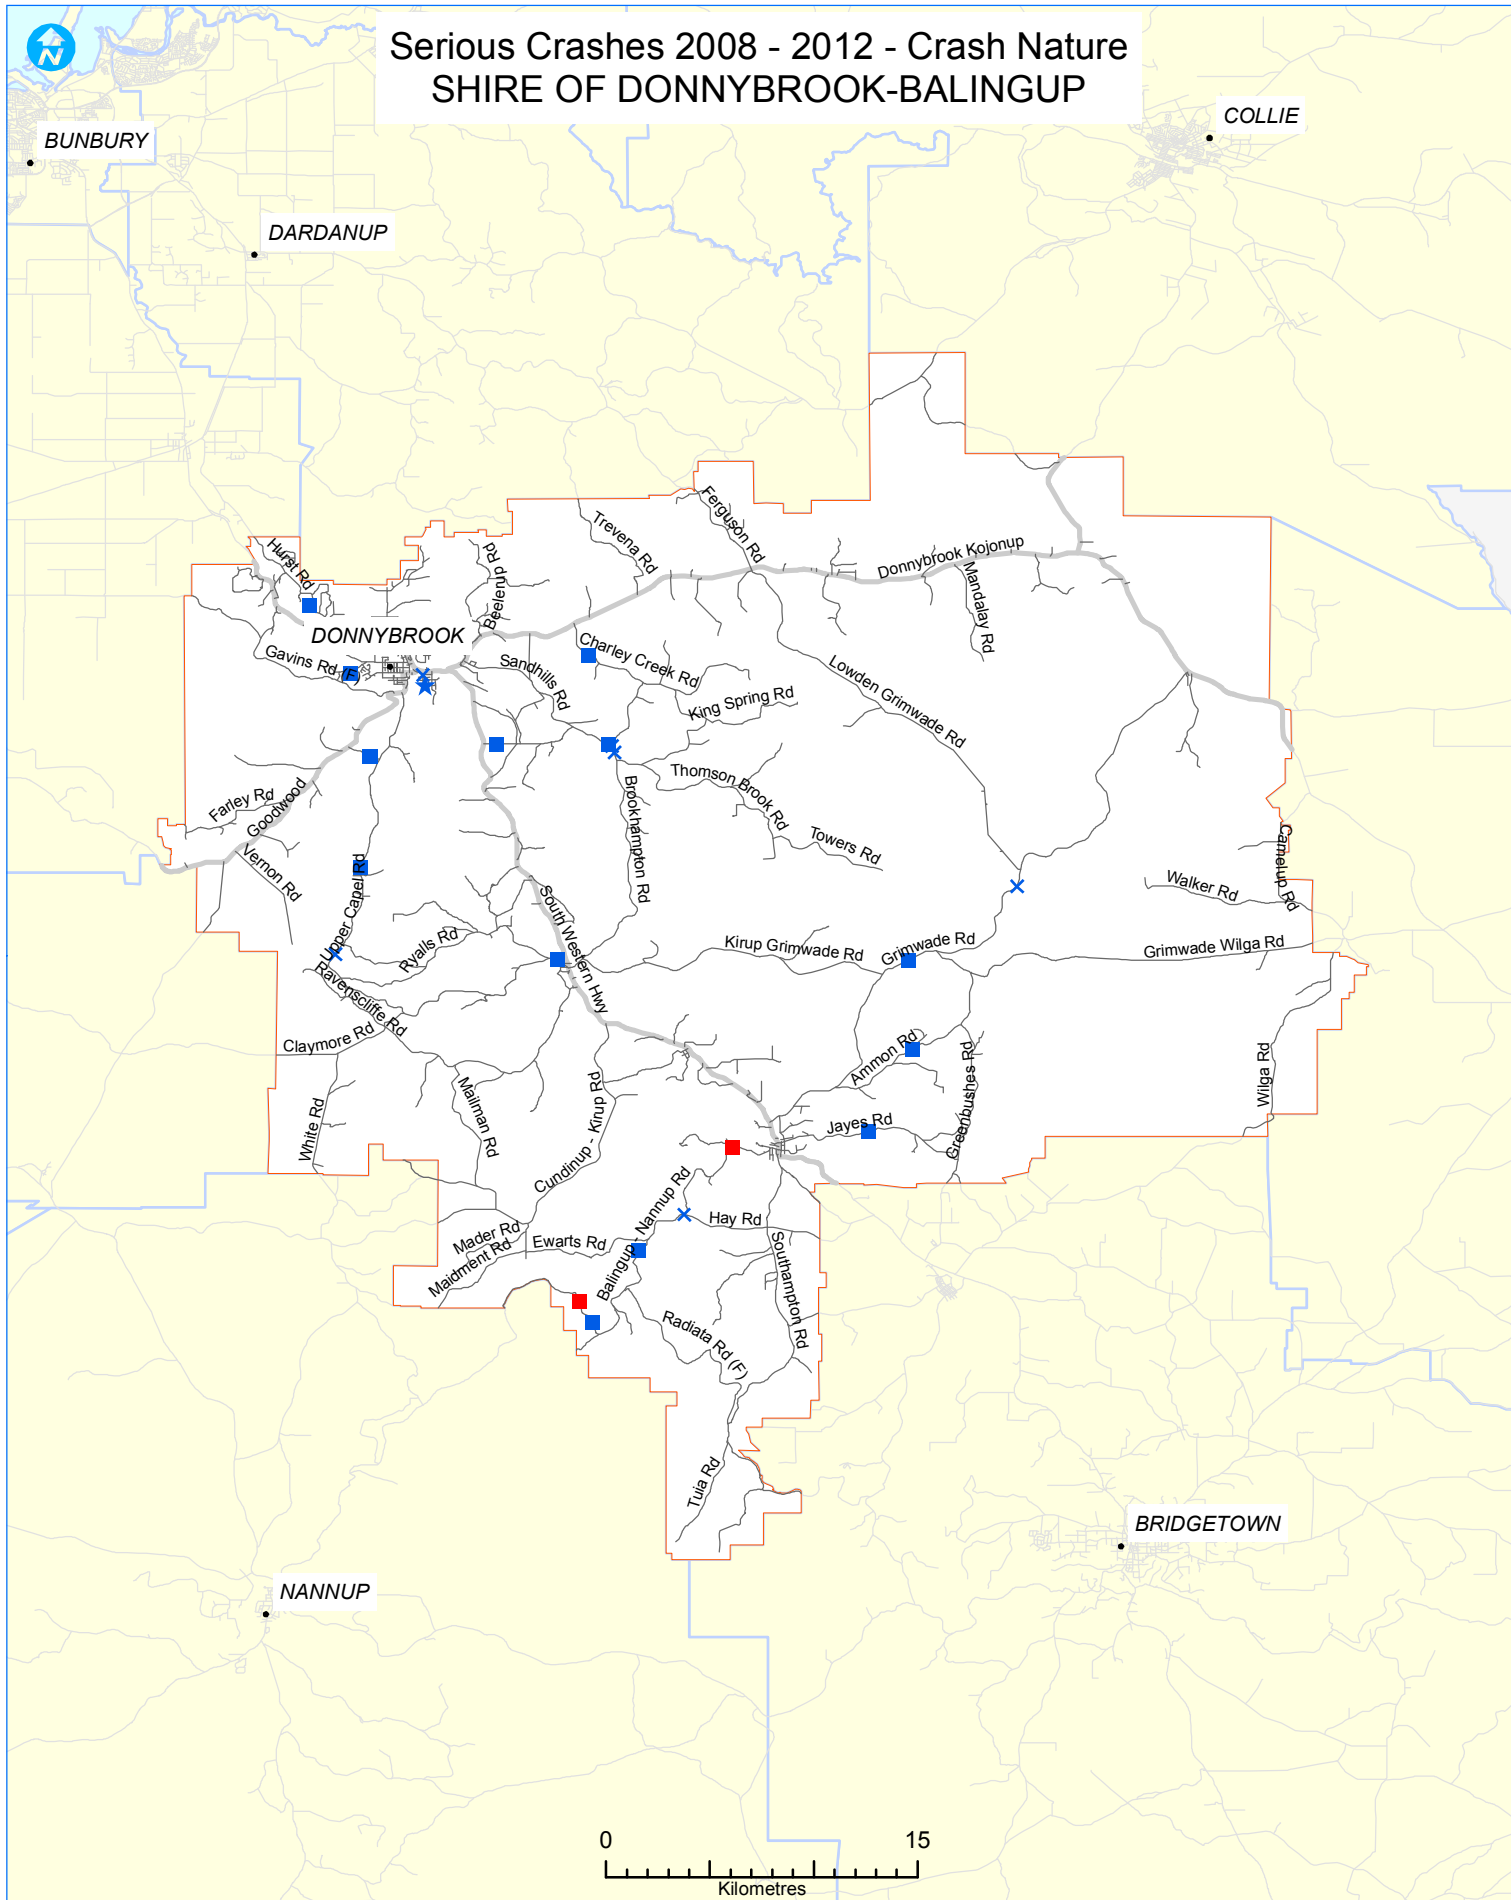 N
Serious Crashes 2008 - 2012 - Crash Nature
SHIRE OF DONNYBROOK-BALINGUP
COLLIE
BUNBURY
DARDANUP
Ferguson Rd
Trevena Rd
Hurst Rd
Beelerup Rd
Donnybrook Kojonup
Mandalay Rd
DONNYBROOK
Gavins Rd (F)
Sandhills Rd
Charley Creek Rd
King Spring Rd
Lowden Grimwade Rd
Thomson Brook Rd
Brookhampton Rd
Towers Rd
Farley Rd
Goodwood
Vernon Rd
Camelup Rd
Walker Rd
Upper Capel Rd
South Western Hwy
Ryalls Rd
Kirup Grimwade Rd
Grimwade Rd
Grimwade Wilga Rd
Ravenscliffe Rd
Claymore Rd
Ammon Rd
Greenbushes Rd
Wilga Rd
White Rd
Mailman Rd
Cundinup - Kirup Rd
Jayes Rd
Balingup - Nannup Rd
Hay Rd
Mader Rd
Ewarts Rd
Maidment Rd
Southampton Rd
Radiata Rd (F)
Tuia Rd
BRIDGETOWN
NANNUP
0 15
Kilometres